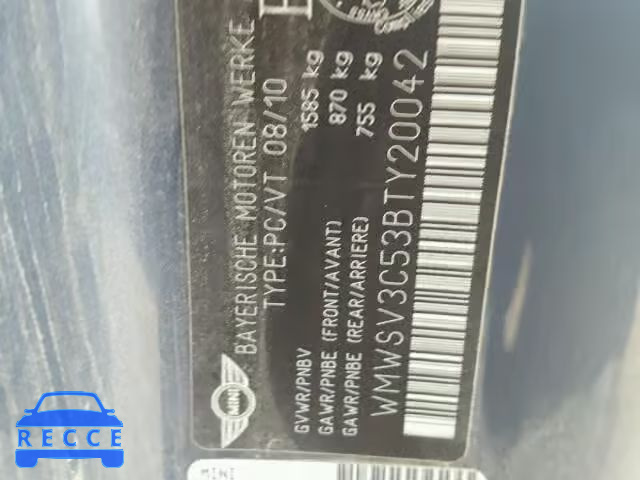 BAYERISCHE MOTOREN WERKE
TYPE:PC/VT 08/10
GVWR/PNBV 1585 kg
GAWR/PNBE (FRONT/AVANT) 870 kg
GAWR/PNBE (REAR/ARRIERE) 755 kg
WMWSV3C53BTY20042
MINI
MINI
RECCE